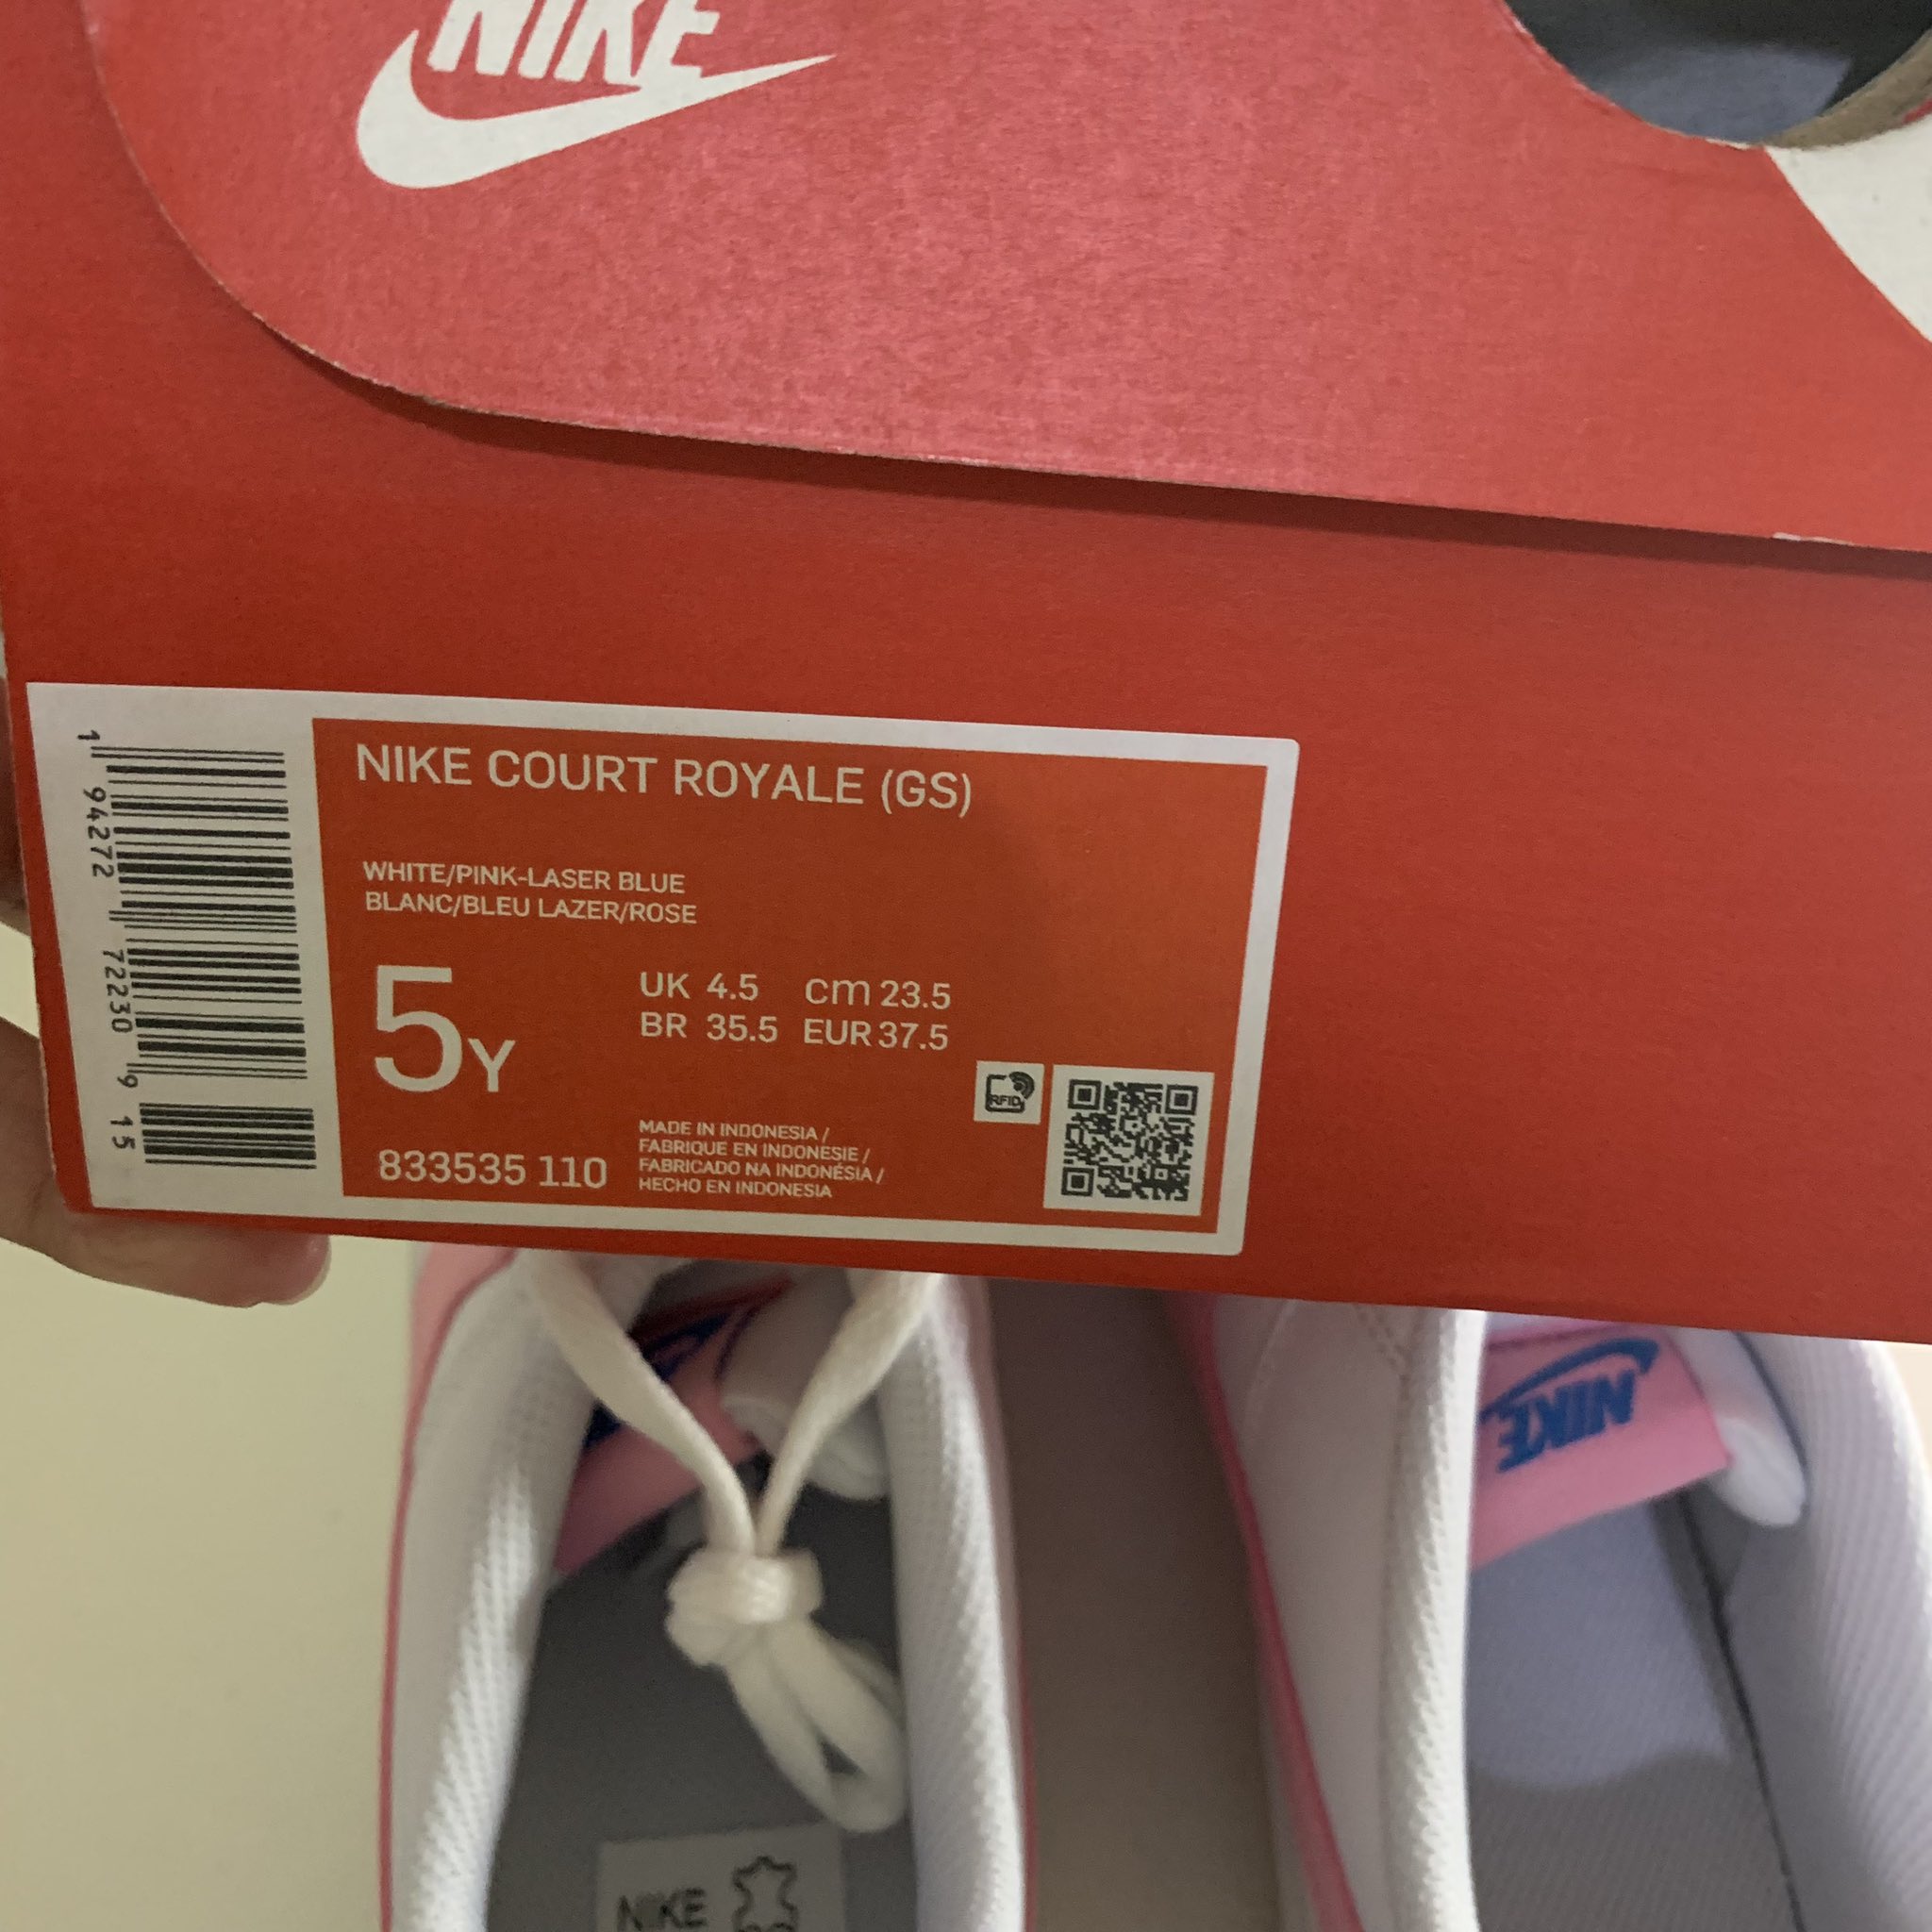 NIKE
NIKE COURT ROYALE (GS)
WHITE/PINK-LASER BLUE
BLANC/BLEU LAZER/ROSE
5Y
UK 4.5 cm 23.5
BR 35.5 EUR 37.5
833535 110
MADE IN INDONESIA /
FABRIQUE EN INDONESIE /
FABRICADO NA INDONÉSIA /
HECHO EN INDONESIA
RFID
1 94272 72230 9 15
NIKE
NIKE